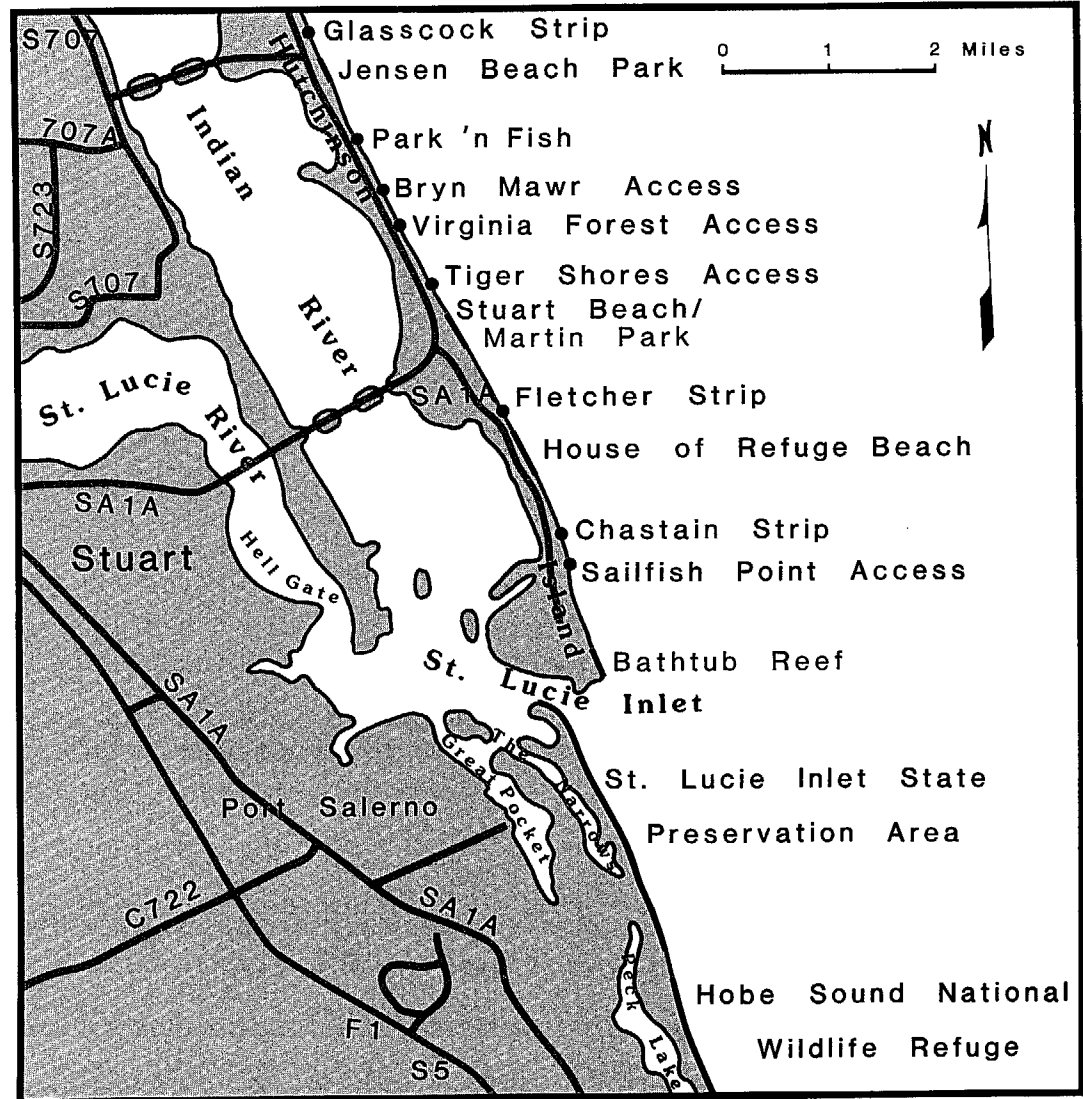 S707
Glasscock Strip
0 1 2 Miles
Jensen Beach Park
Hutchinson
Indian
707A
Park 'n Fish
N
S723
Bryn Mawr Access
Virginia Forest Access
S707
Tiger Shores Access
Stuart Beach/
Martin Park
River
St. Lucie
River
SA1A
Fletcher Strip
House of Refuge Beach
SA1A
Stuart
Hell Gate
Chastain Strip
Sailfish Point Access
Island
St. Lucie Inlet
Bathtub Reef
SA1A
The
Narrows
Great
Pocket
St. Lucie Inlet State
Preservation Area
Port Salerno
C722
SA1A
Peck
Lake
Hobe Sound National
Wildlife Refuge
F1
S5